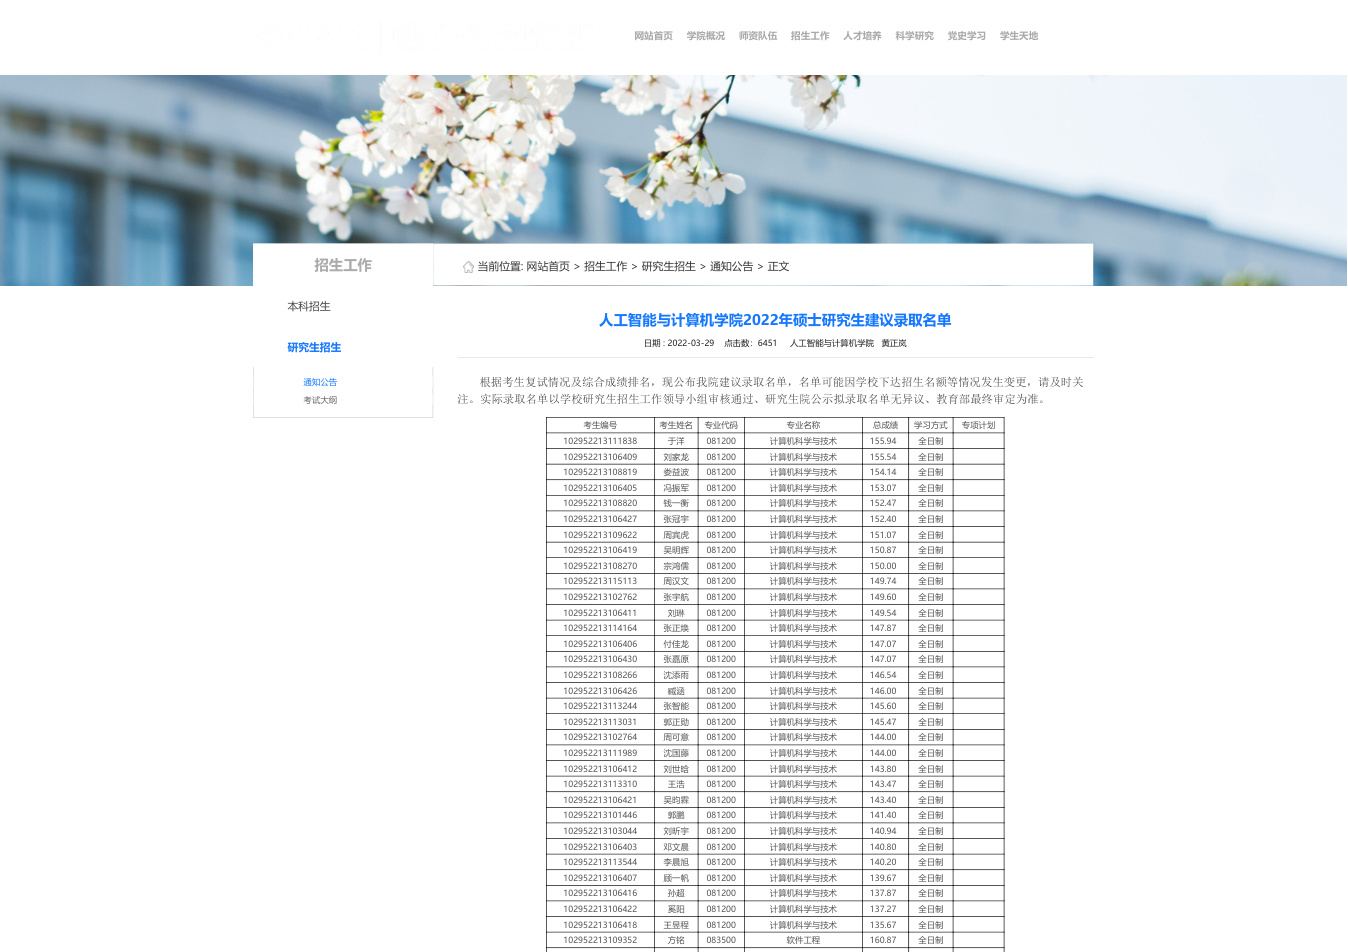 网站首页 学院概况 师资队伍 招生工作 人才培养 科学研究 党史学习 学生天地
招生工作
当前位置: 网站首页 > 招生工作 > 研究生招生 > 通知公告 > 正文
本科招生
研究生招生
通知公告
考试大纲
人工智能与计算机学院2022年硕士研究生建议录取名单
日期 : 2022-03-29 点击数: 6451 人工智能与计算机学院 黄正岚
根据考生复试情况及综合成绩排名，现公布我院建议录取名单，名单可能因学校下达招生名额等情况发生变更，请及时关
注。实际录取名单以学校研究生招生工作领导小组审核通过、研究生院公示拟录取名单无异议、教育部最终审定为准。
考生编号 考生姓名 专业代码 专业名称 总成绩 学习方式 专项计划
102952213111838 于洋 081200 计算机科学与技术 155.94 全日制
102952213106409 刘家龙 081200 计算机科学与技术 155.54 全日制
102952213108819 娄益波 081200 计算机科学与技术 154.14 全日制
102952213106405 冯振军 081200 计算机科学与技术 153.07 全日制
102952213108820 钱一衡 081200 计算机科学与技术 152.47 全日制
102952213106427 张冠宇 081200 计算机科学与技术 152.40 全日制
102952213109622 周宾虎 081200 计算机科学与技术 151.07 全日制
102952213106419 吴明辉 081200 计算机科学与技术 150.87 全日制
102952213108270 宗鸿儒 081200 计算机科学与技术 150.00 全日制
102952213115113 周汉文 081200 计算机科学与技术 149.74 全日制
102952213102762 张宇航 081200 计算机科学与技术 149.60 全日制
102952213106411 刘琳 081200 计算机科学与技术 149.54 全日制
102952213114164 张正焕 081200 计算机科学与技术 147.87 全日制
102952213106406 付佳龙 081200 计算机科学与技术 147.07 全日制
102952213106430 张嘉原 081200 计算机科学与技术 147.07 全日制
102952213108266 沈添雨 081200 计算机科学与技术 146.54 全日制
102952213106426 臧涵 081200 计算机科学与技术 146.00 全日制
102952213113244 张智能 081200 计算机科学与技术 145.60 全日制
102952213113031 郭正勋 081200 计算机科学与技术 145.47 全日制
102952213102764 周可意 081200 计算机科学与技术 144.00 全日制
102952213111989 沈国藤 081200 计算机科学与技术 144.00 全日制
102952213106412 刘世晗 081200 计算机科学与技术 143.80 全日制
102952213113310 王浩 081200 计算机科学与技术 143.47 全日制
102952213106421 吴昀霖 081200 计算机科学与技术 143.40 全日制
102952213101446 郭鹏 081200 计算机科学与技术 141.40 全日制
102952213103044 刘昕宇 081200 计算机科学与技术 140.94 全日制
102952213106403 邓文晨 081200 计算机科学与技术 140.80 全日制
102952213113544 李晨旭 081200 计算机科学与技术 140.20 全日制
102952213106407 顾一帆 081200 计算机科学与技术 139.67 全日制
102952213106416 孙超 081200 计算机科学与技术 137.87 全日制
102952213106422 奚阳 081200 计算机科学与技术 137.27 全日制
102952213106418 王昱程 081200 计算机科学与技术 135.67 全日制
102952213109352 方铭 083500 软件工程 160.87 全日制